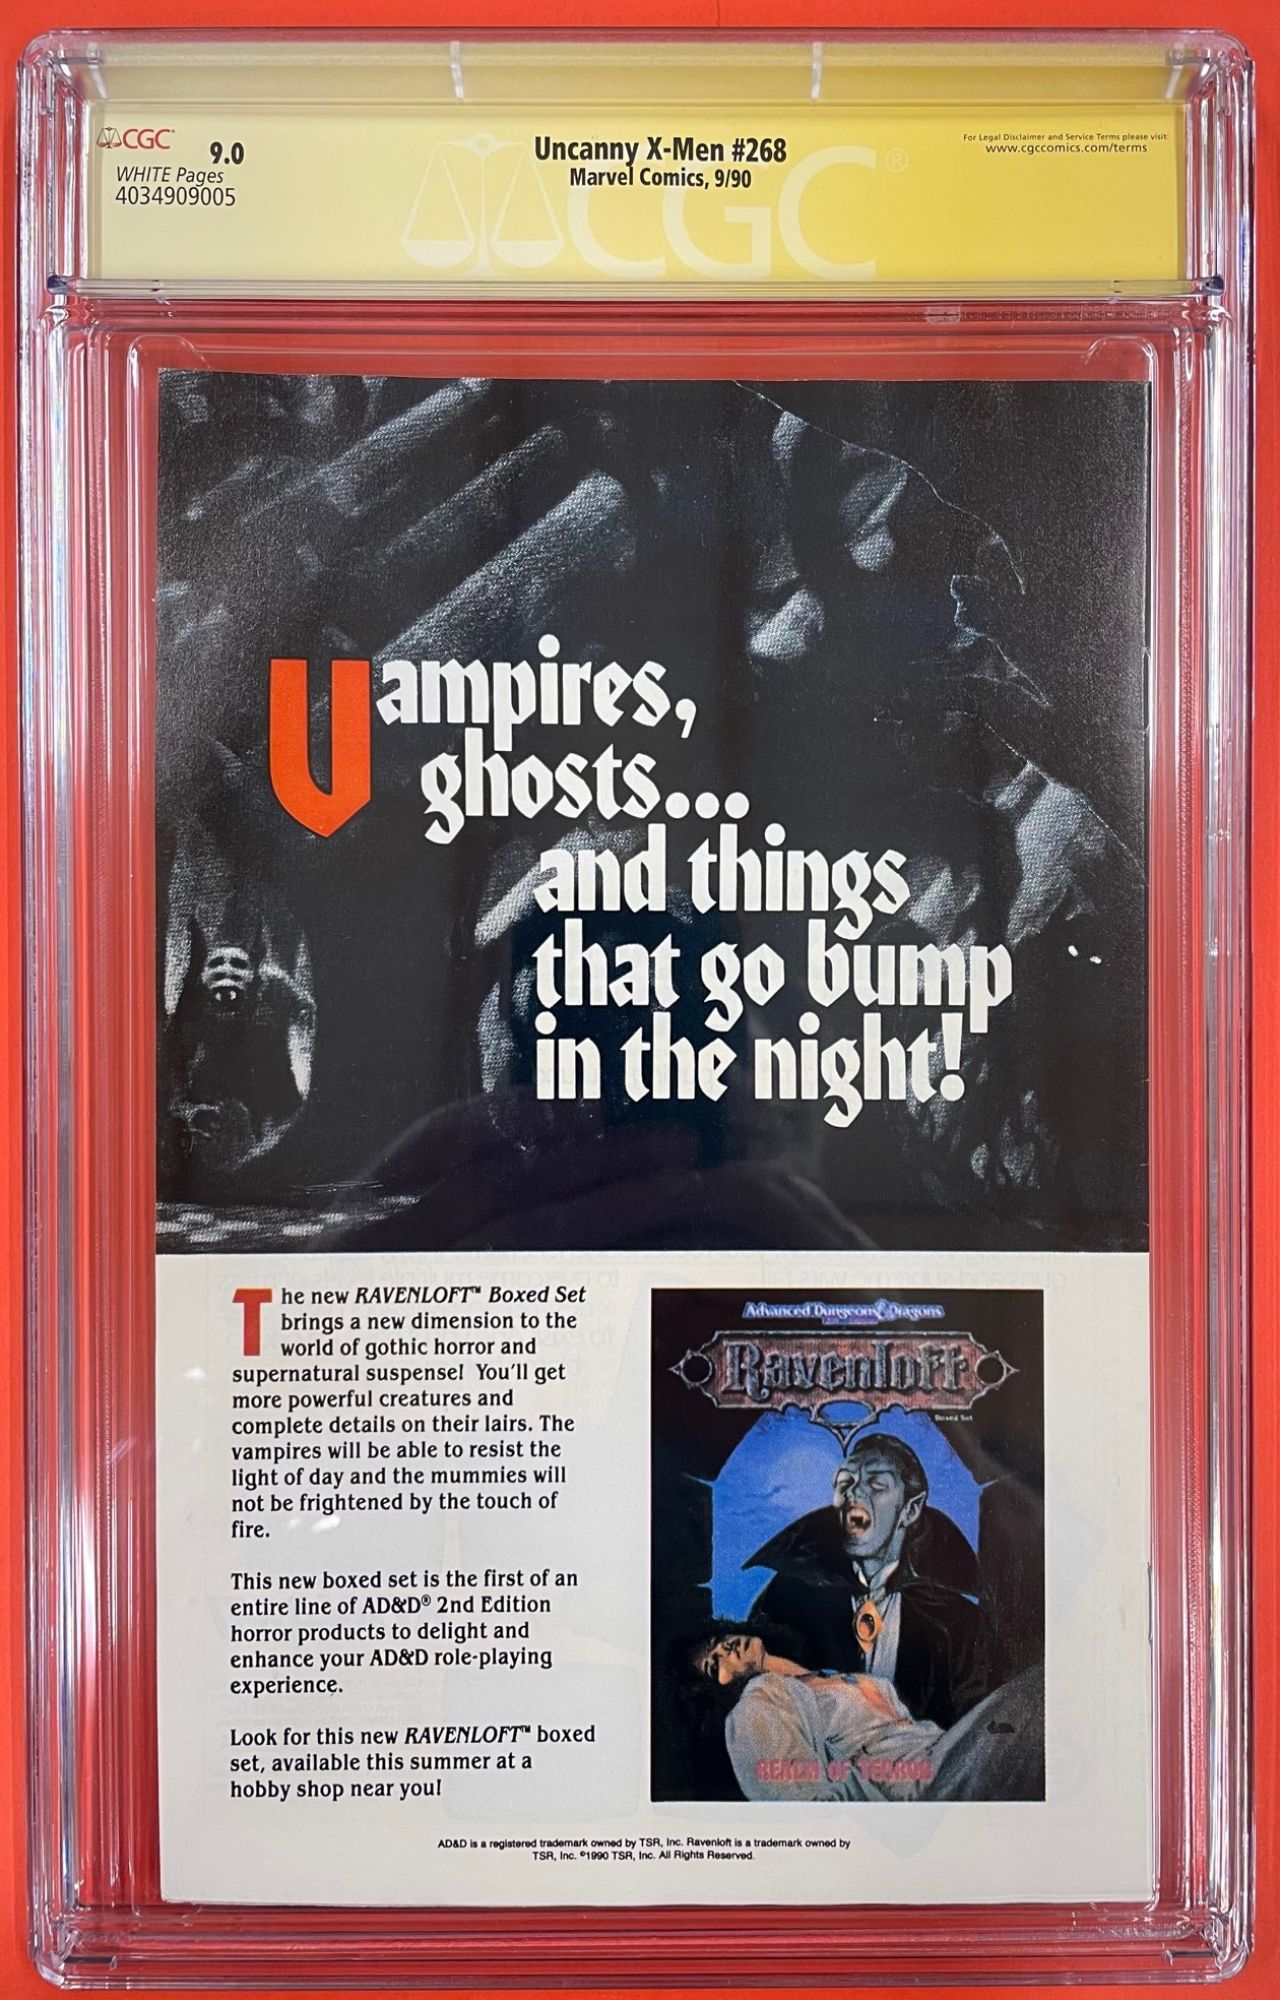 CGC
9.0
WHITE Pages
4034909005
Uncanny X-Men #268
Marvel Comics, 9/90
For Legal Disclaimer and Service Terms please visit:
www.cgccomics.com/terms
CGC®
Vampires,
ghosts...
and things
that go bump
in the night!
The new RAVENLOFT™ Boxed Set
brings a new dimension to the
world of gothic horror and
supernatural suspense! You'll get
more powerful creatures and
complete details on their lairs. The
vampires will be able to resist the
light of day and the mummies will
not be frightened by the touch of
fire.
This new boxed set is the first of an
entire line of AD&D® 2nd Edition
horror products to delight and
enhance your AD&D role-playing
experience.
Look for this new RAVENLOFT™ boxed
set, available this summer at a
hobby shop near you!
Advanced Dungeons & Dragons
Ravenloft
Boxed Set
REALM OF TERROR
AD&D is a registered trademark owned by TSR, Inc. Ravenloft is a trademark owned by
TSR, Inc. ©1990 TSR, Inc. All Rights Reserved.